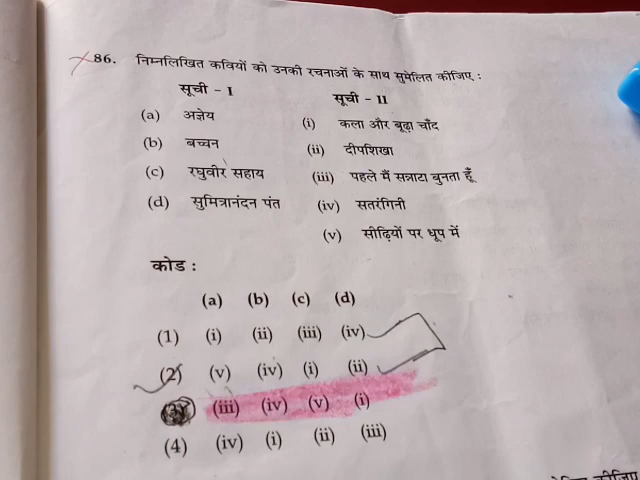 86. निम्नलिखित कवियों को उनकी रचनाओं के साथ सुमेलित कीजिए :
सूची - I सूची - II
(a) अज्ञेय (i) कला और बूढ़ा चाँद
(b) बच्चन (ii) दीपशिखा
(c) रघुवीर सहाय (iii) पहले मैं सन्नाटा बुनता हूँ
(d) सुमित्रानंदन पंत (iv) सतरंगिनी
(v) सीढ़ियों पर धूप में
कोड :
(a) (b) (c) (d)
(1) (i) (ii) (iii) (iv)
(2) (v) (iv) (i) (ii)
(3) (iii) (iv) (v) (i)
(4) (iv) (i) (ii) (iii)
कीजिए